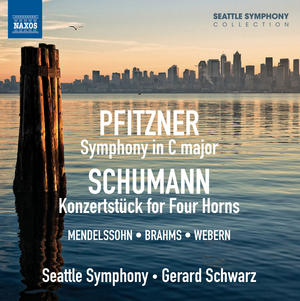 NAXOS
SEATTLE SYMPHONY
COLLECTION
PFITZNER
Symphony in C major
SCHUMANN
Konzertstück for Four Horns
MENDELSSOHN • BRAHMS • WEBERN
Seattle Symphony • Gerard Schwarz